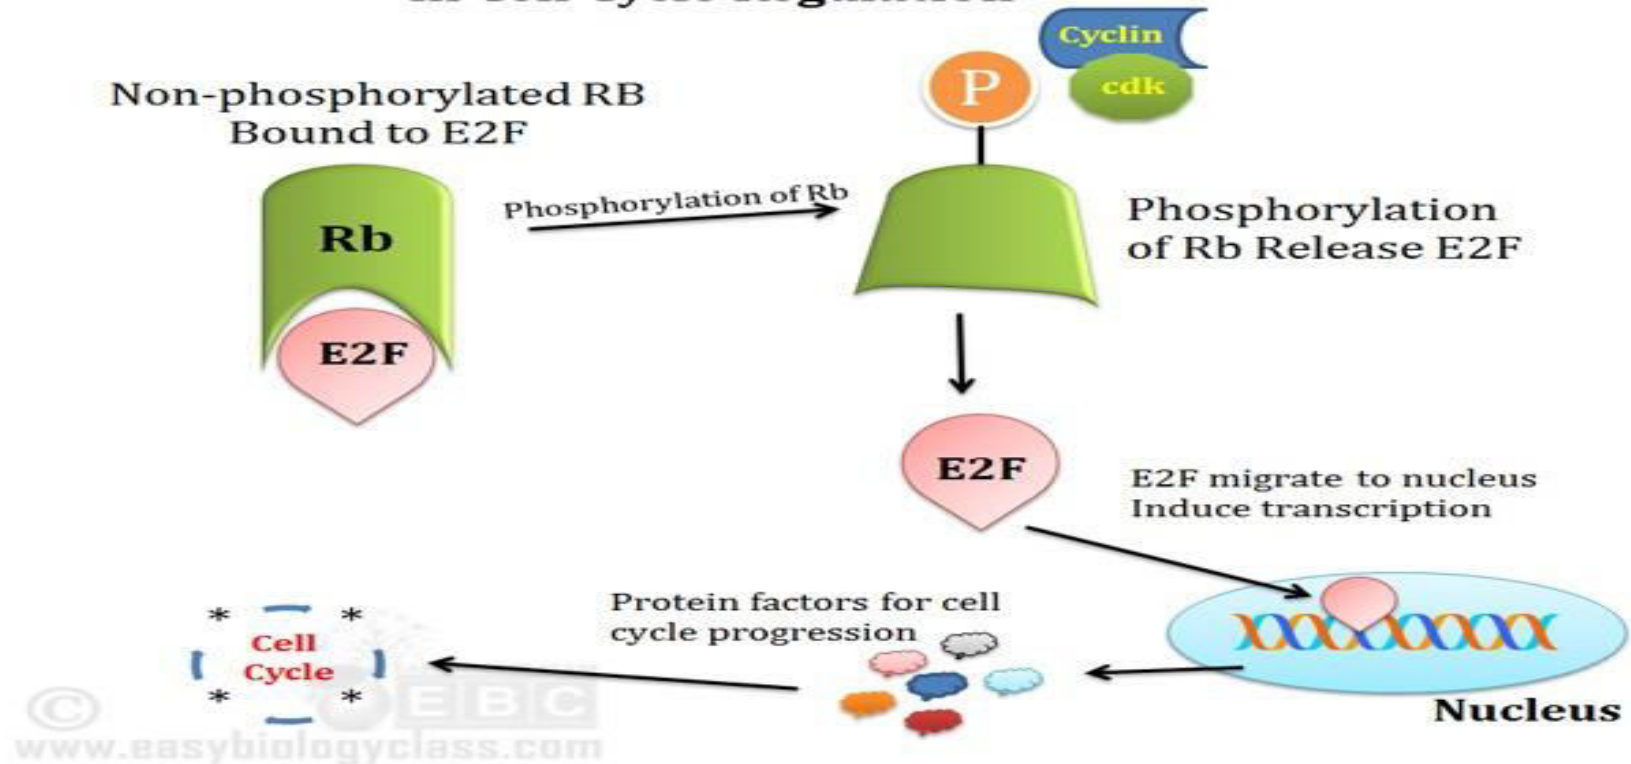 Non-phosphorylated RB
Bound to E2F
Rb
E2F
Phosphorylation of Rb
P
Cyclin
cdk
Phosphorylation
of Rb Release E2F
E2F
E2F migrate to nucleus
Induce transcription
Protein factors for cell
cycle progression
* *
Cell
Cycle
* *
Nucleus
© EBC
www.easybiologyclass.com